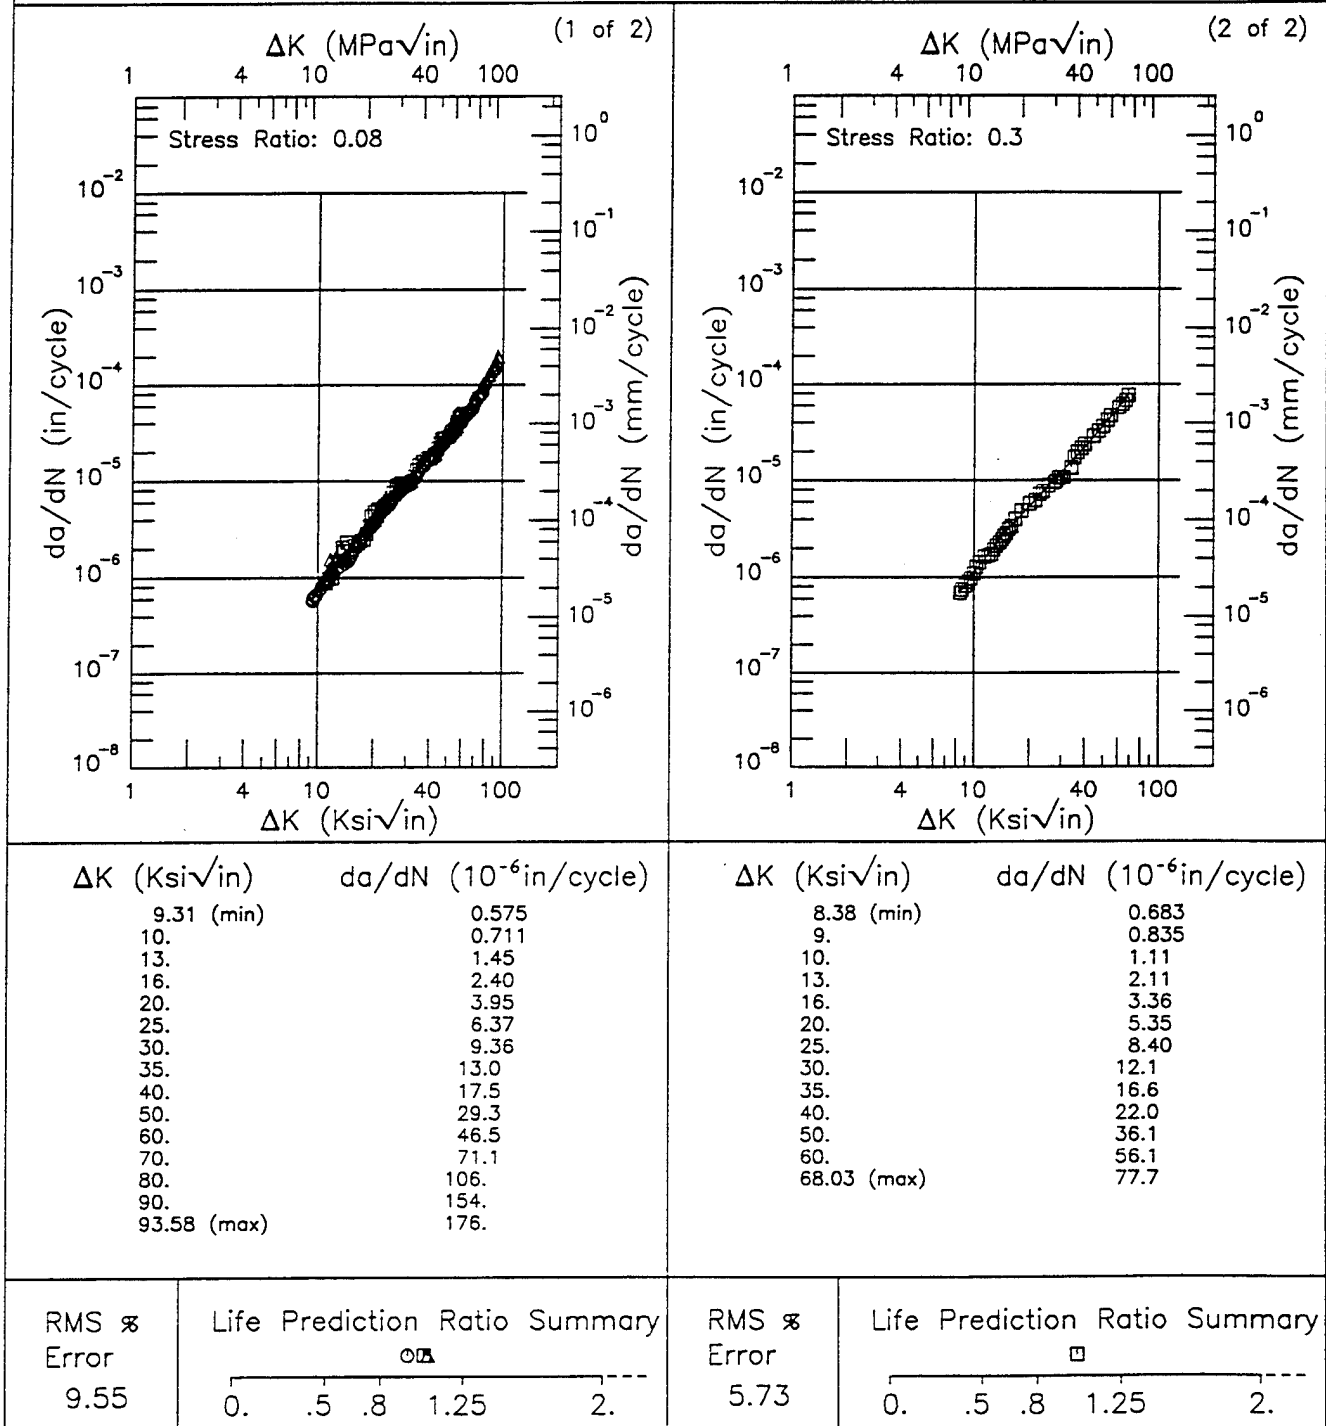 (1 of 2)
ΔK (MPa√in)
1 4 10 40 100
Stress Ratio: 0.08
10⁰
10⁻¹
10⁻²
10⁻³
10⁻⁴
10⁻⁵
10⁻⁶
da/dN (mm/cycle)
10⁻²
10⁻³
10⁻⁴
10⁻⁵
10⁻⁶
10⁻⁷
10⁻⁸
da/dN (in/cycle)
1 4 10 40 100
ΔK (Ksi√in)
(2 of 2)
ΔK (MPa√in)
1 4 10 40 100
Stress Ratio: 0.3
10⁰
10⁻¹
10⁻²
10⁻³
10⁻⁴
10⁻⁵
10⁻⁶
da/dN (mm/cycle)
10⁻²
10⁻³
10⁻⁴
10⁻⁵
10⁻⁶
10⁻⁷
10⁻⁸
da/dN (in/cycle)
1 4 10 40 100
ΔK (Ksi√in)
ΔK (Ksi√in) da/dN (10⁻⁶in/cycle)
9.31 (min) 0.575
10. 0.711
13. 1.45
16. 2.40
20. 3.95
25. 6.37
30. 9.36
35. 13.0
40. 17.5
50. 29.3
60. 46.5
70. 71.1
80. 106.
90. 154.
93.58 (max) 176.
ΔK (Ksi√in) da/dN (10⁻⁶in/cycle)
8.38 (min) 0.683
9. 0.835
10. 1.11
13. 2.11
16. 3.36
20. 5.35
25. 8.40
30. 12.1
35. 16.6
40. 22.0
50. 36.1
60. 56.1
68.03 (max) 77.7
RMS %
Error
9.55
Life Prediction Ratio Summary
0. .5 .8 1.25 2.
RMS %
Error
5.73
Life Prediction Ratio Summary
0. .5 .8 1.25 2.